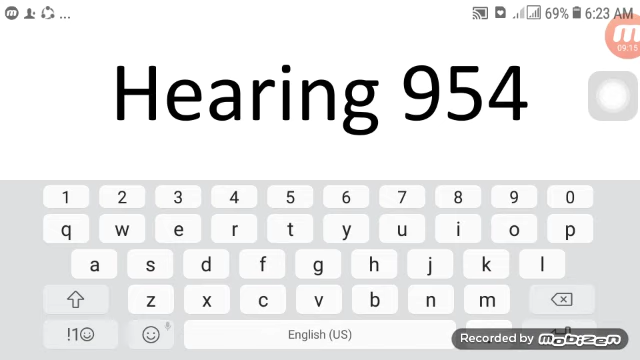 ... 69% 6:23 AM
09:15
Hearing 954
1 2 3 4 5 6 7 8 9 0
q w e r t y u i o p
a s d f g h j k l
z x c v b n m
!1☺ English (US)
Recorded by mobizen